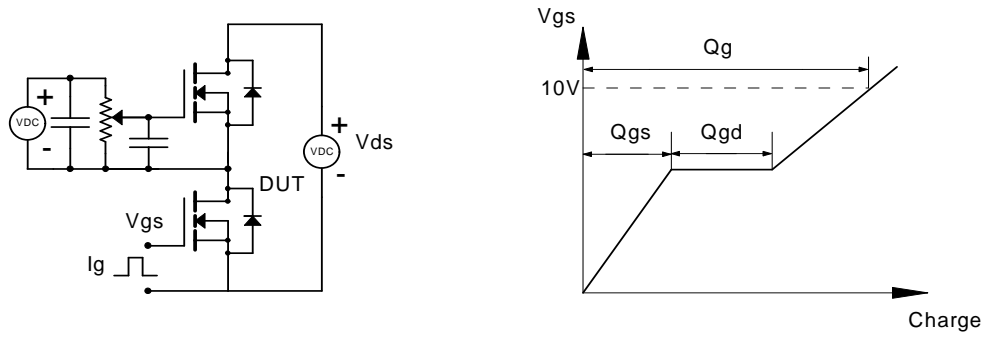 +
VDC
-
+
VDC
-
Vds
DUT
Vgs
Ig
Vgs
Qg
10V
Qgs
Qgd
Charge